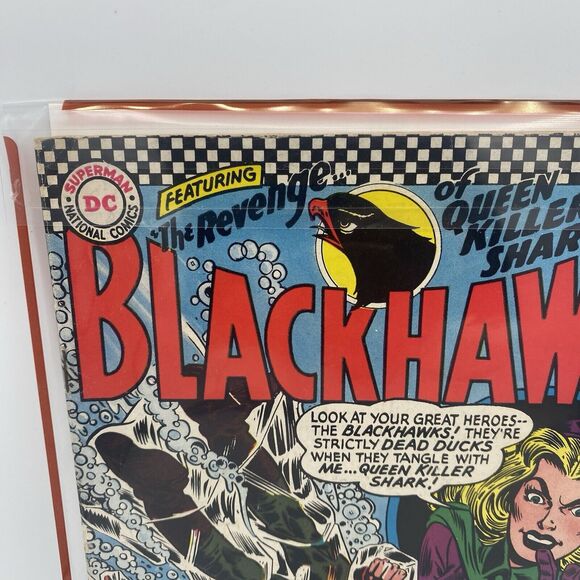 SUPERMAN
DC
NATIONAL COMICS
FEATURING
The Revenge...
of
QUEEN
KILLER
SHARK
BLACKHAW
LOOK AT YOUR GREAT HEROES--
THE BLACKHAWKS! THEY'RE
STRICTLY DEAD DUCKS
WHEN THEY TANGLE WITH
ME...QUEEN KILLER
SHARK!